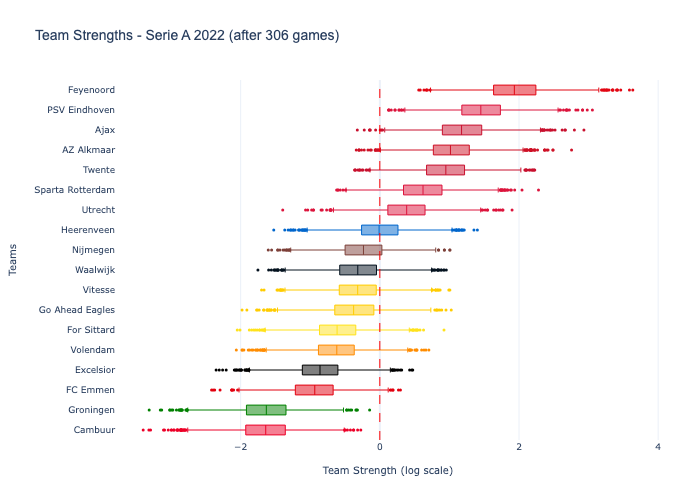 Team Strengths - Serie A 2022 (after 306 games)
Feyenoord
PSV Eindhoven
Ajax
AZ Alkmaar
Twente
Sparta Rotterdam
Utrecht
Heerenveen
Nijmegen
Waalwijk
Vitesse
Go Ahead Eagles
For Sittard
Volendam
Excelsior
FC Emmen
Groningen
Cambuur
Teams
−2 0 2 4
Team Strength (log scale)